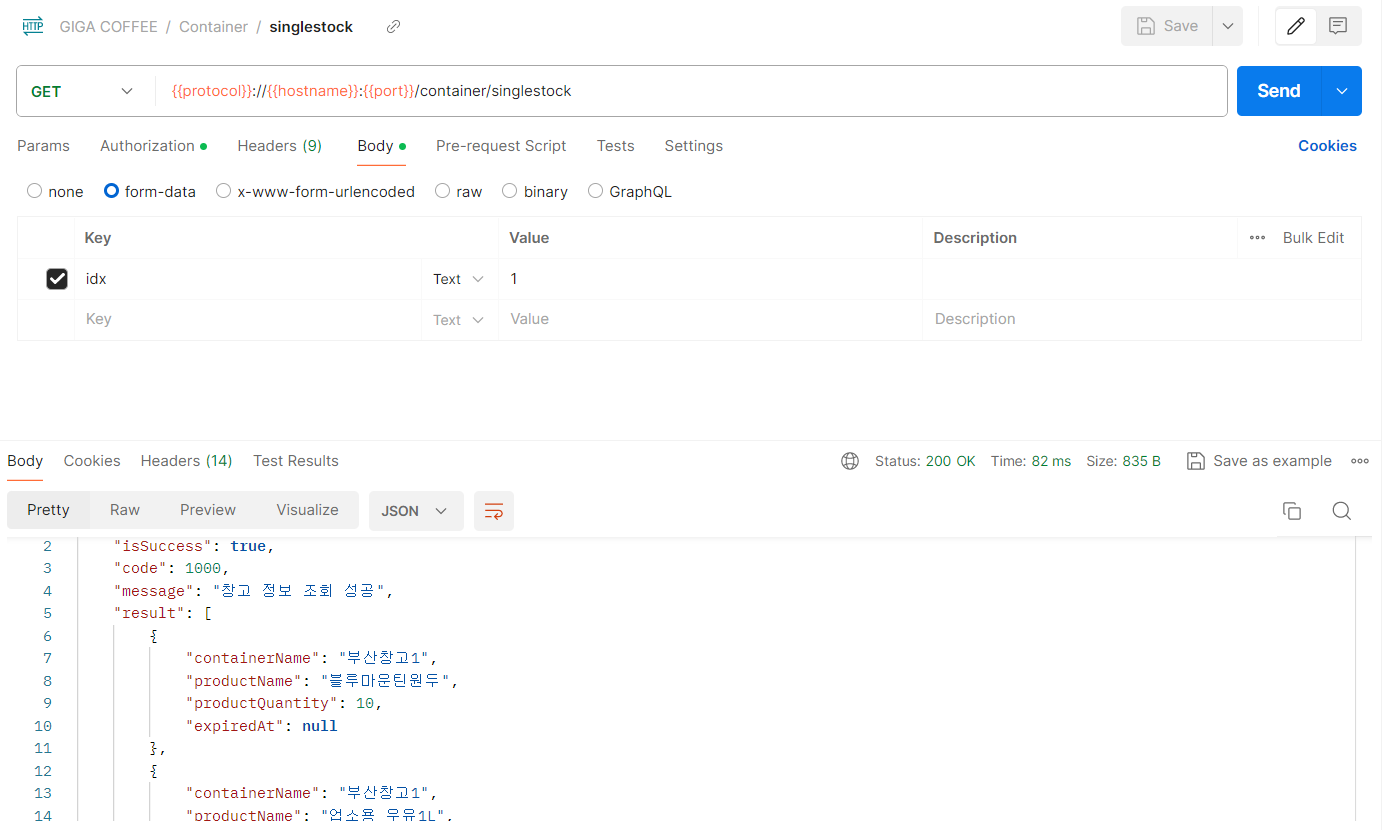 HTTP GIGA COFFEE / Container / singlestock Save
GET {{protocol}}://{{hostname}}:{{port}}/container/singlestock Send
Params Authorization Headers (9) Body Pre-request Script Tests Settings Cookies
none form-data x-www-form-urlencoded raw binary GraphQL
Key Value Description Bulk Edit
idx Text 1
Key Text Value Description
Body Cookies Headers (14) Test Results Status: 200 OK Time: 82 ms Size: 835 B Save as example
Pretty Raw Preview Visualize JSON
2 "isSuccess": true,
3 "code": 1000,
4 "message": "창고 정보 조회 성공",
5 "result": [
6 {
7 "containerName": "부산창고1",
8 "productName": "블루마운틴원두",
9 "productQuantity": 10,
10 "expiredAt": null
11 },
12 {
13 "containerName": "부산창고1",
14 "productName": "업소용 우유1L",